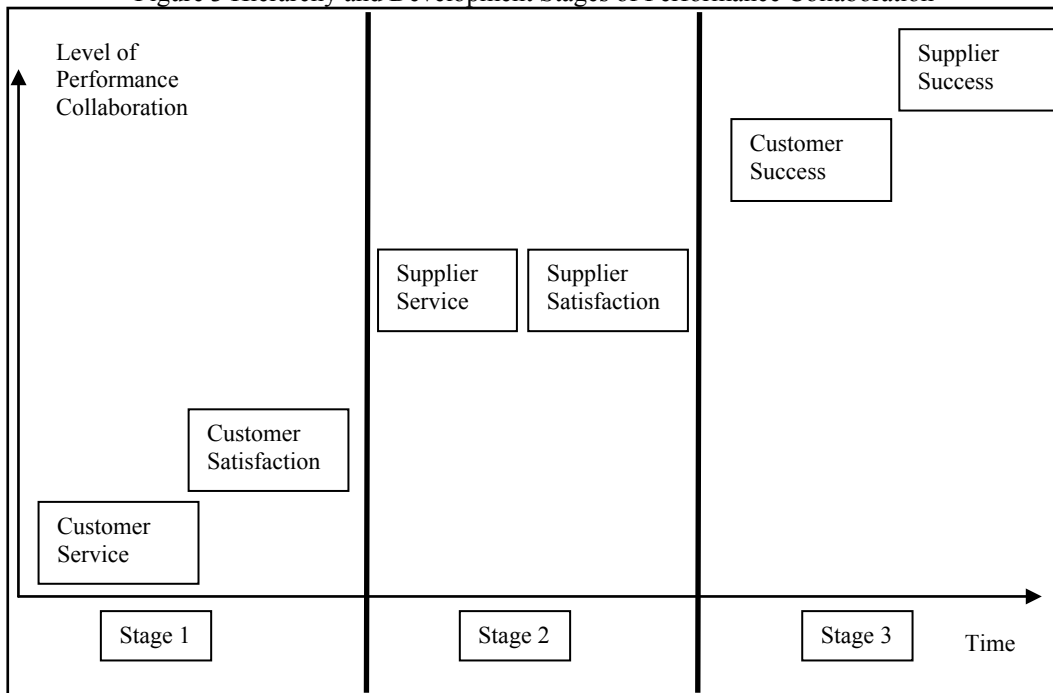 Figure 3 Hierarchy and Development Stages of Performance Collaboration
Level of
Performance
Collaboration
Supplier
Success
Customer
Success
Supplier
Service
Supplier
Satisfaction
Customer
Satisfaction
Customer
Service
Stage 1
Stage 2
Stage 3
Time